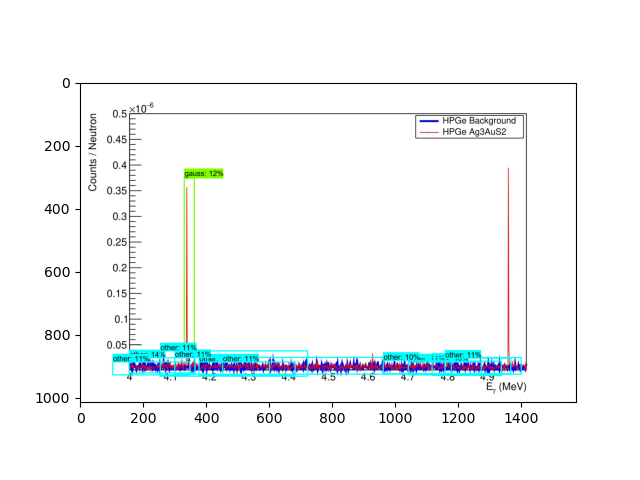 0
200
400
600
800
1000
0 200 400 600 800 1000 1200 1400
×10⁻⁶
Counts / Neutron
0.5
0.45
0.4
0.35
0.3
0.25
0.2
0.15
0.1
0.05
HPGe Background
HPGe Ag3AuS2
gauss: 12%
other: 11%
other: 11%
other: 11%
other: 11%
other: 10%
other: 11%
4 4.1 4.2 4.3 4.4 4.5 4.6 4.7 4.8 4.9
Eγ (MeV)